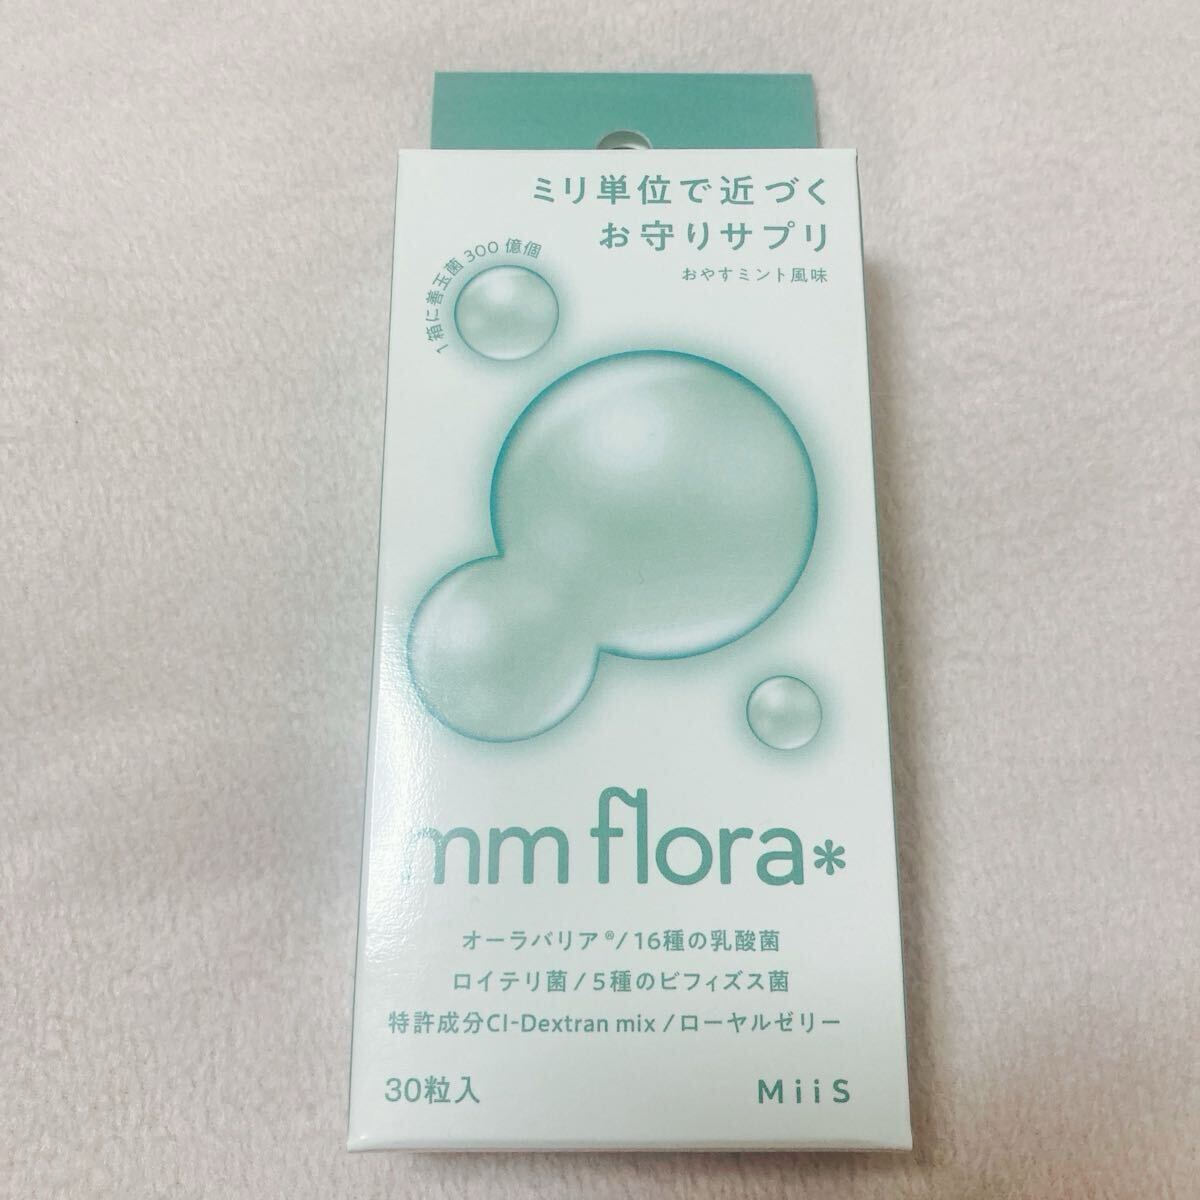 ミリ単位で近づく
お守りサプリ
おやすミント風味
1箱に善玉菌300億個
mm flora*
オーラバリア®/16種の乳酸菌
ロイテリ菌/5種のビフィズス菌
特許成分CI-Dextran mix/ローヤルゼリー
30粒入
MiiS